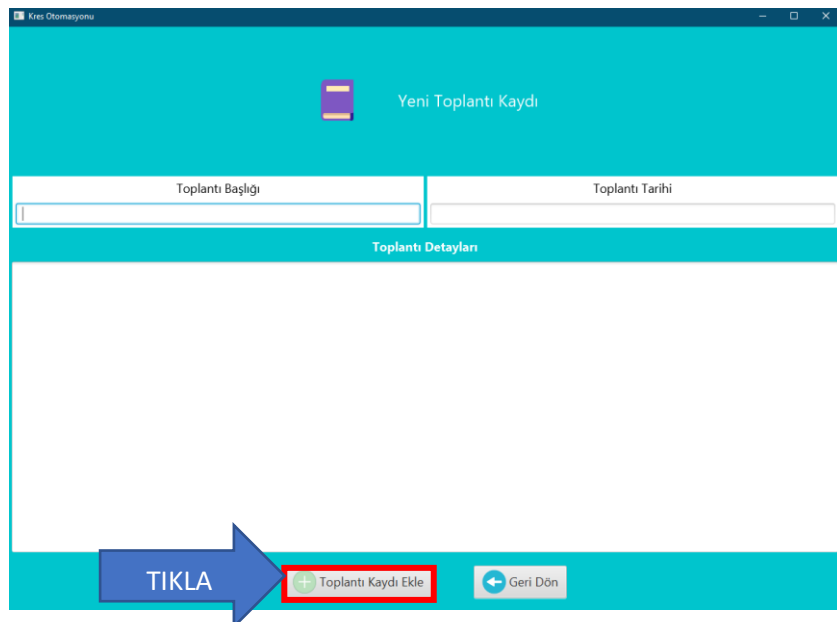 Kres Otomasyonu
Yeni Toplantı Kaydı
Toplantı Başlığı
Toplantı Tarihi
Toplantı Detayları
TIKLA
Toplantı Kaydı Ekle
Geri Dön